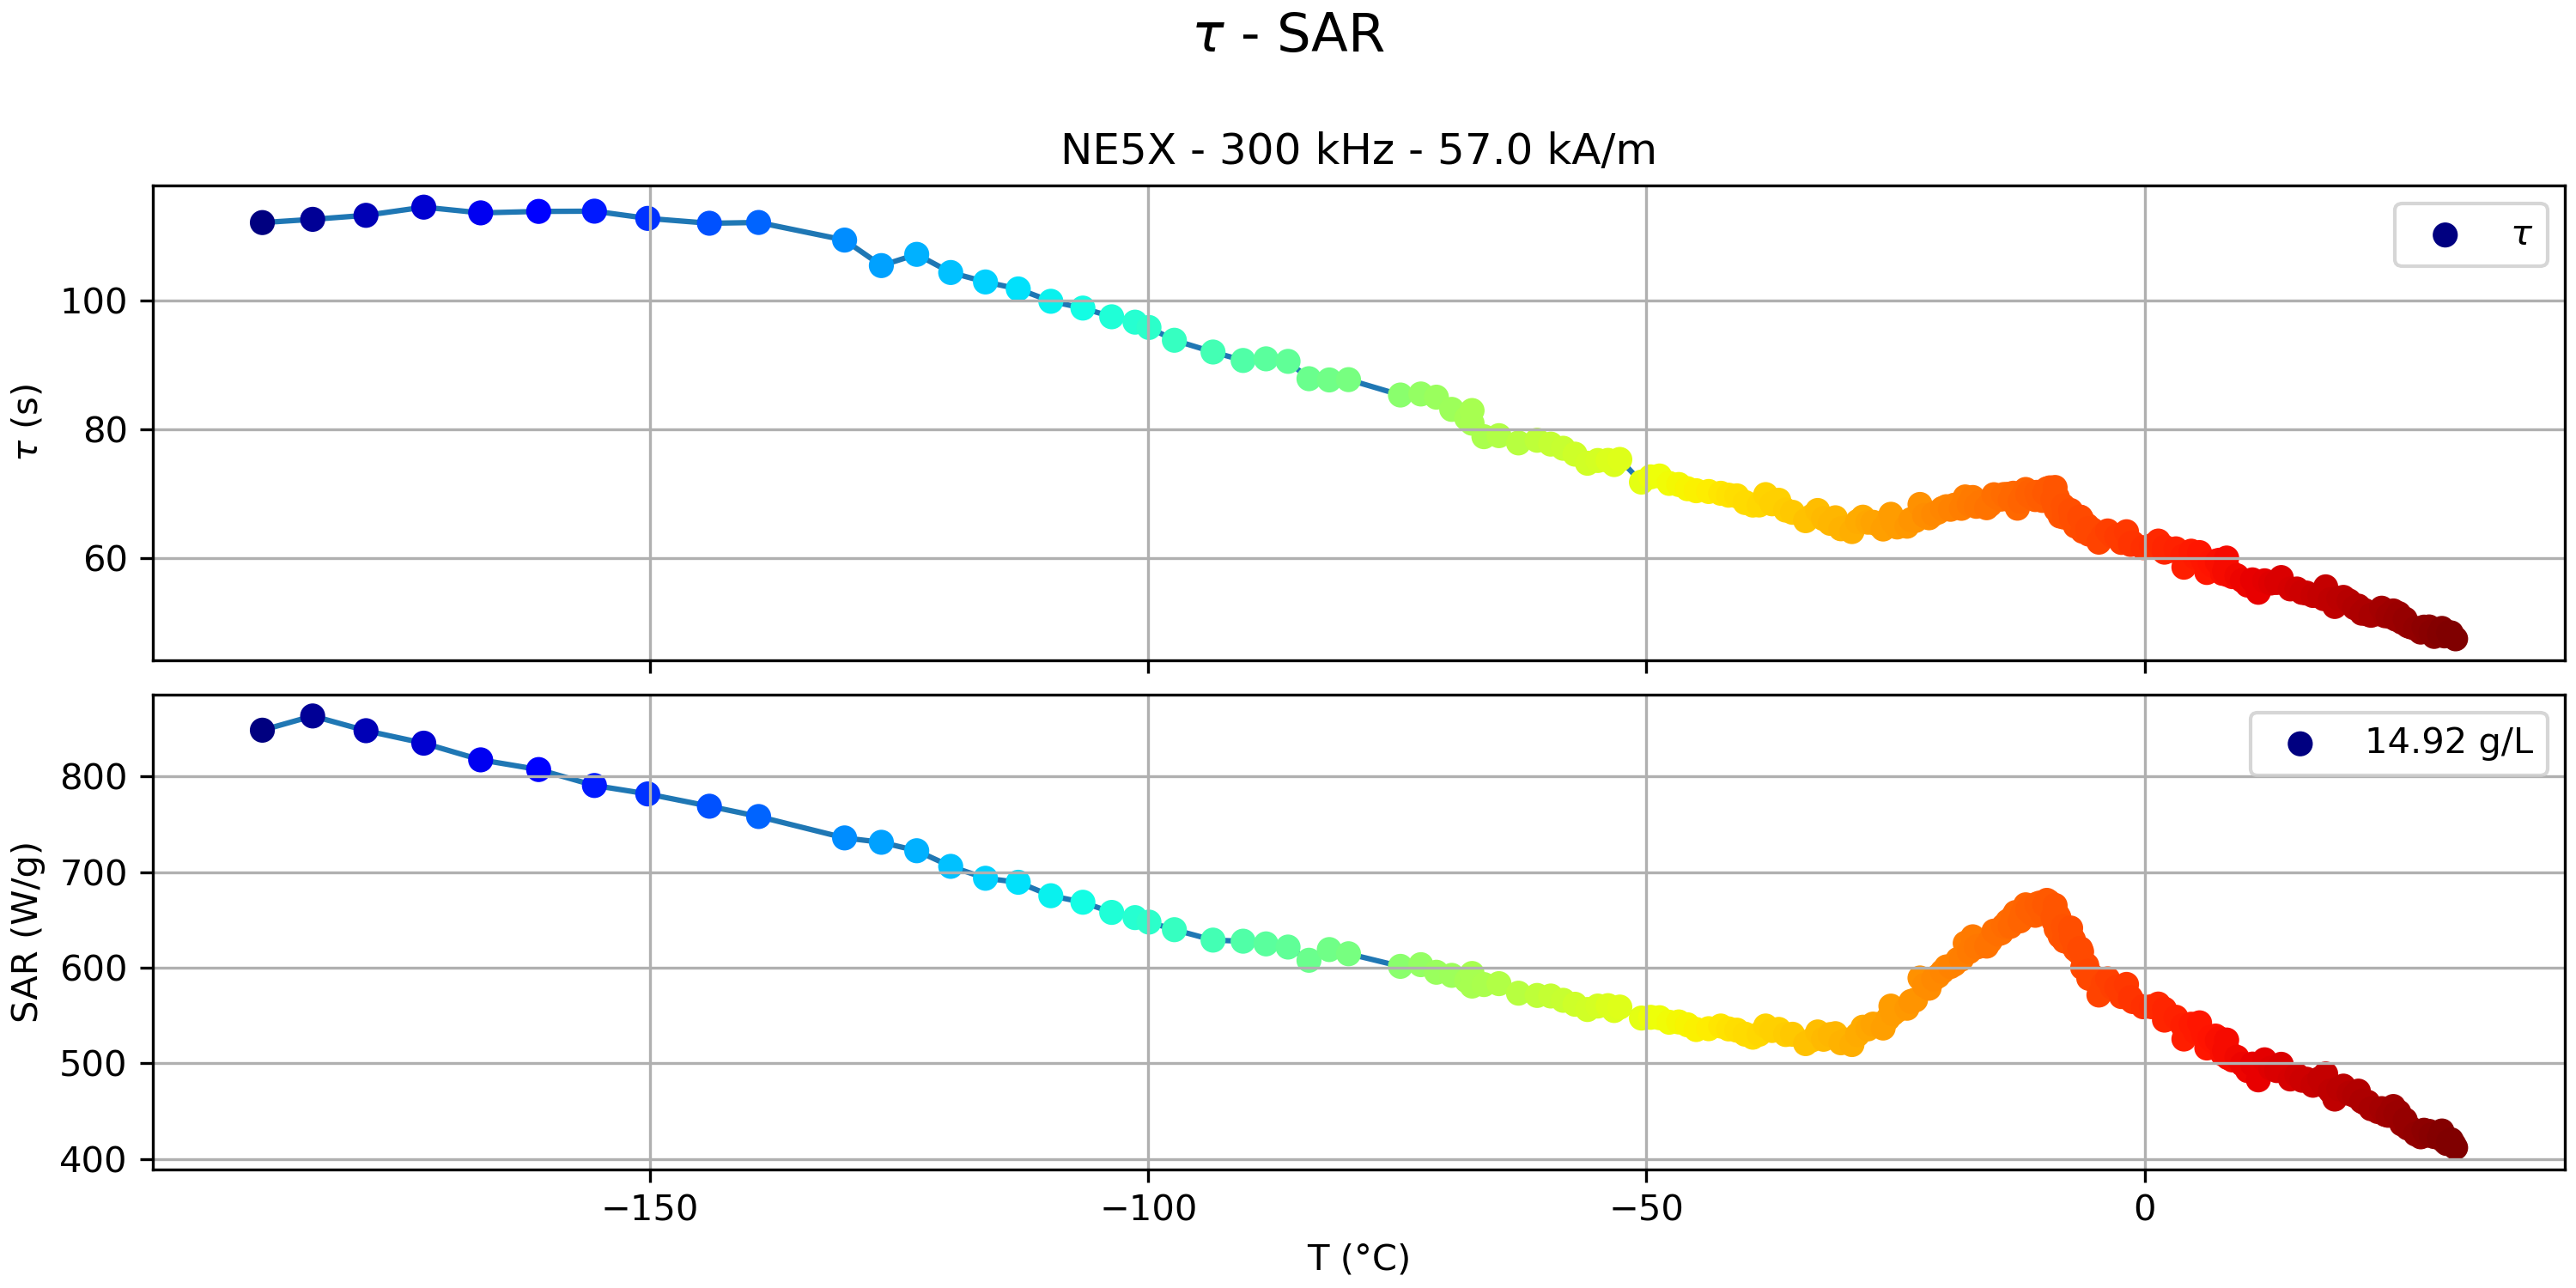 τ - SAR
NE5X - 300 kHz - 57.0 kA/m
τ
100
80
60
τ (s)
14.92 g/L
800
700
600
500
400
SAR (W/g)
−150
−100
−50
0
T (°C)